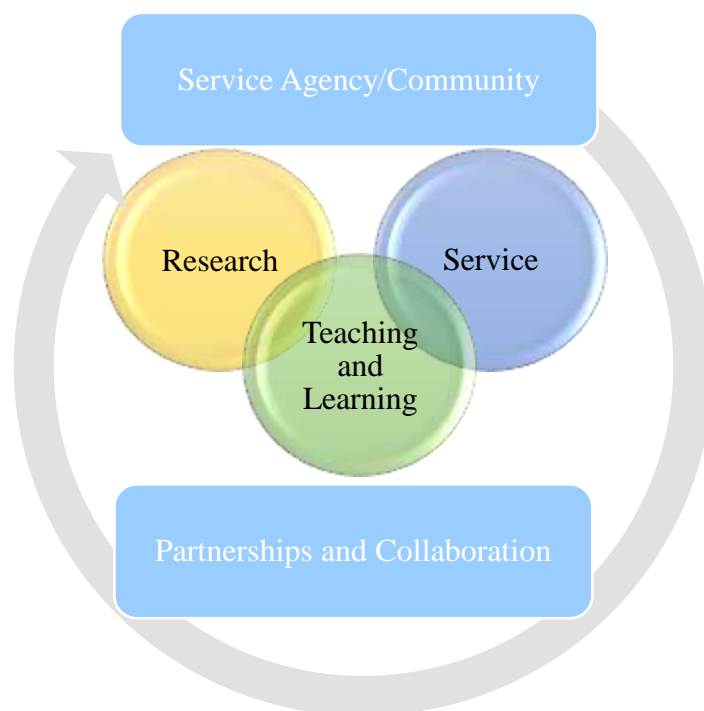 Service Agency/Community
Research
Service
Teaching
and
Learning
Partnerships and Collaboration